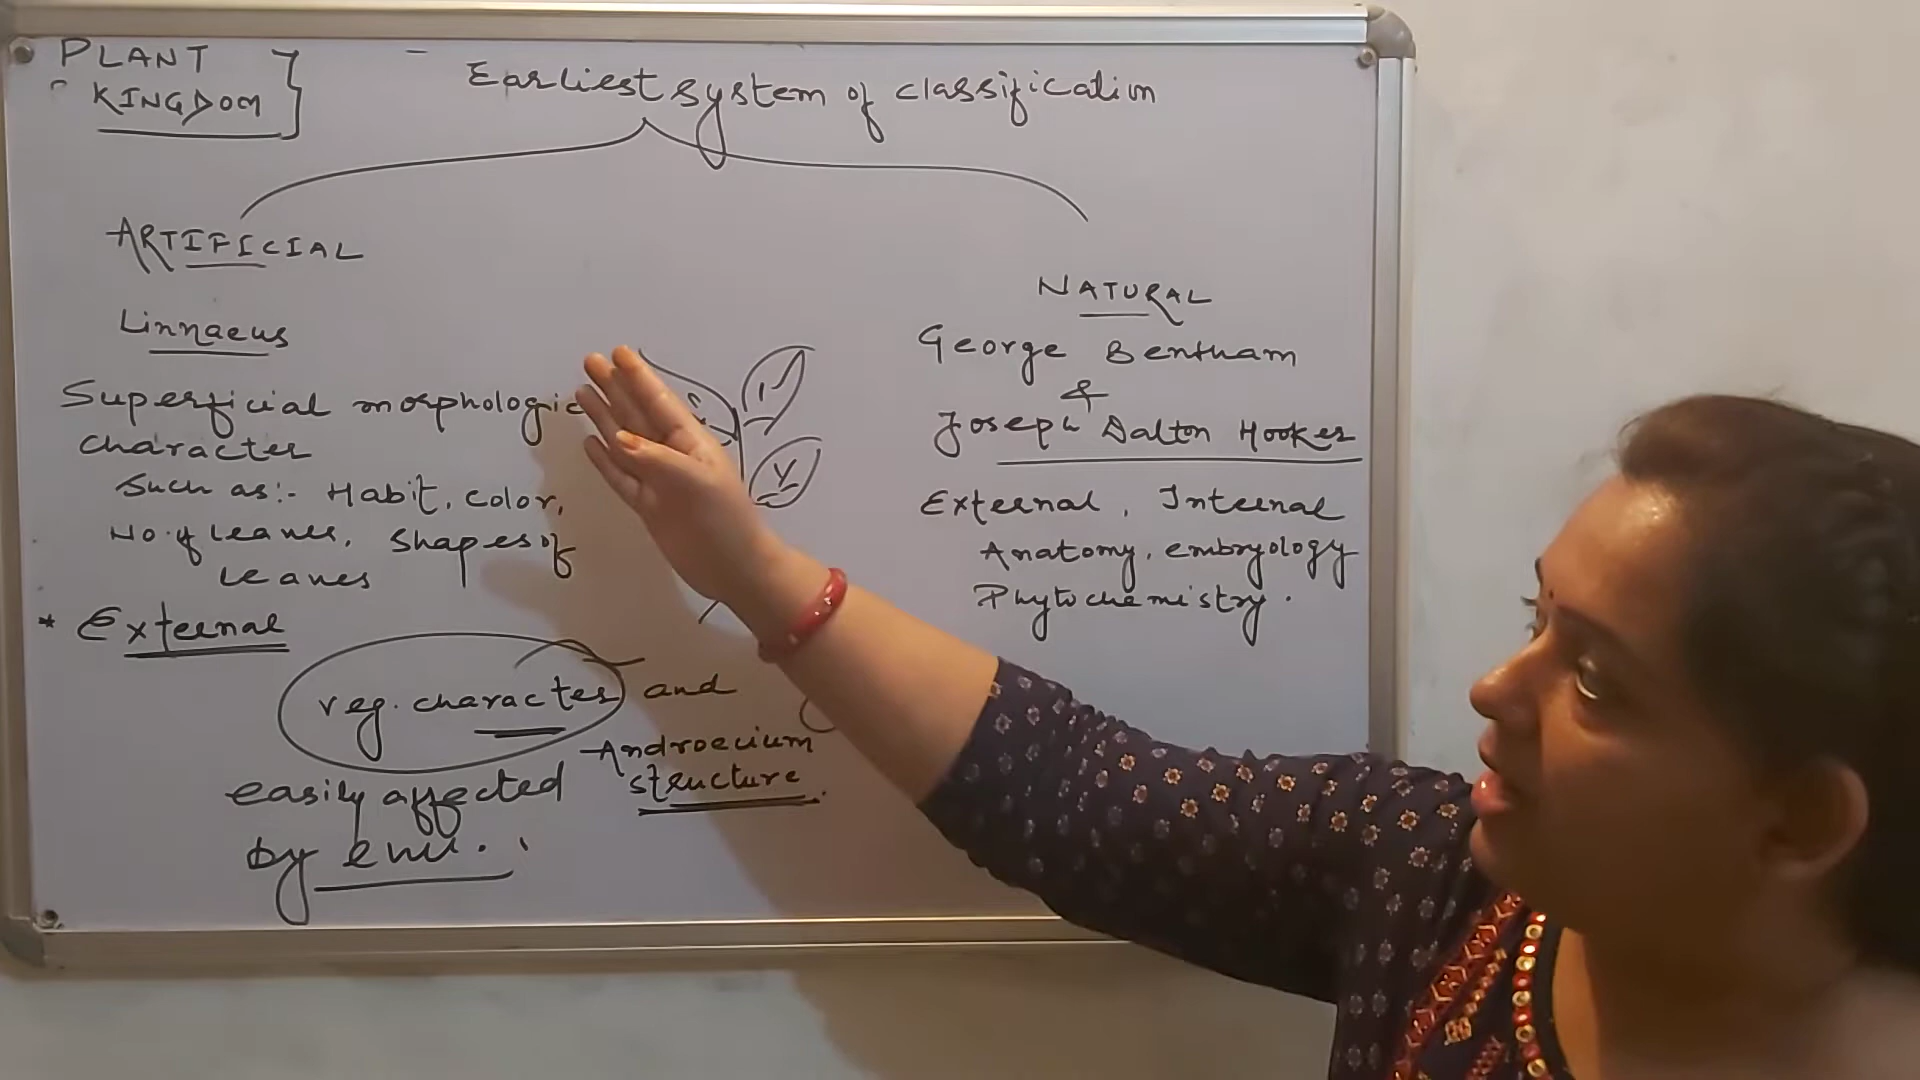 PLANT
KINGDOM
Earliest system of classification
ARTIFICIAL
Linnaeus
Superficial morphologic
character
Such as:- Habit, color,
No. of leaves, Shapes of
leaves
* External
veg. character and
Androecium
structure.
easily affected
by env.
NATURAL
George Bentham
&
Joseph Dalton Hooker
External, Internal
Anatomy, embryology
Phytochemistry.